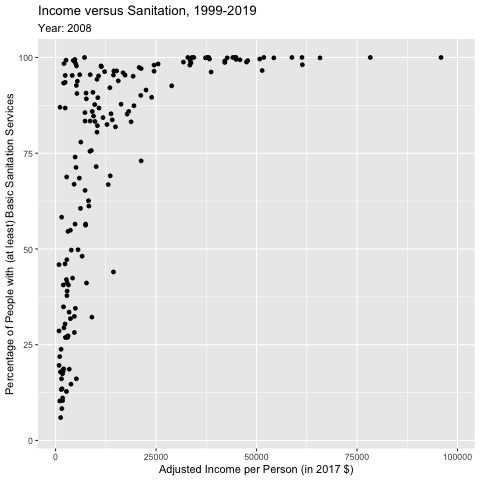 Income versus Sanitation, 1999-2019
Year: 2008
Percentage of People with (at least) Basic Sanitation Services
100
75
50
25
0
0 25000 50000 75000 100000
Adjusted Income per Person (in 2017 $)